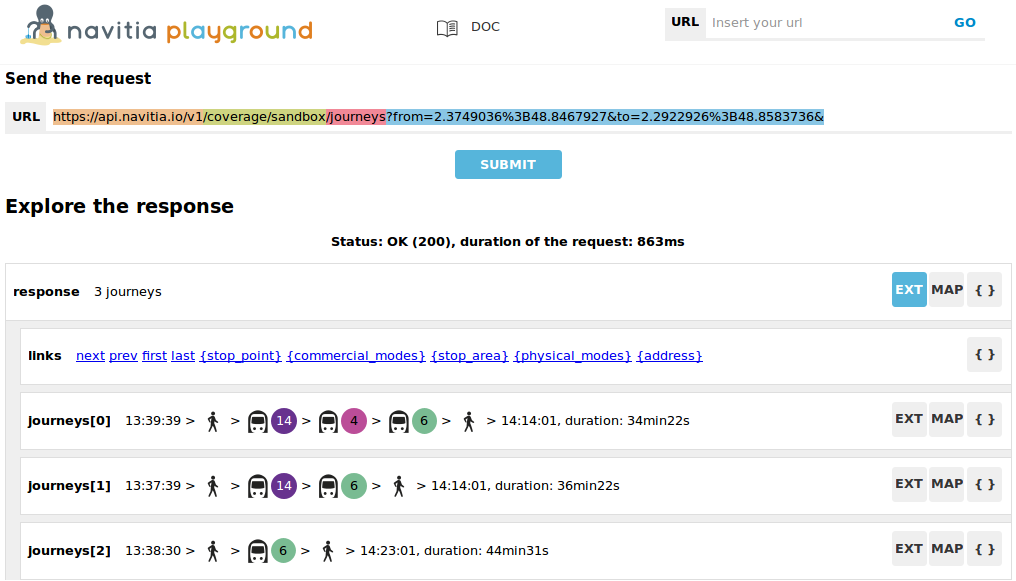 navitia playground
DOC
URL Insert your url GO
Send the request
URL https://api.navitia.io/v1/coverage/sandbox/journeys?from=2.3749036%3B48.8467927&to=2.2922926%3B48.8583736&
SUBMIT
Explore the response
Status: OK (200), duration of the request: 863ms
response 3 journeys EXT MAP { }
links next prev first last {stop_point} {commercial_modes} {stop_area} {physical_modes} {address} { }
journeys[0] 13:39:39 > > 14 > 4 > 6 > > 14:14:01, duration: 34min22s EXT MAP { }
journeys[1] 13:37:39 > > 14 > 6 > > 14:14:01, duration: 36min22s EXT MAP { }
journeys[2] 13:38:30 > > 6 > > 14:23:01, duration: 44min31s EXT MAP { }